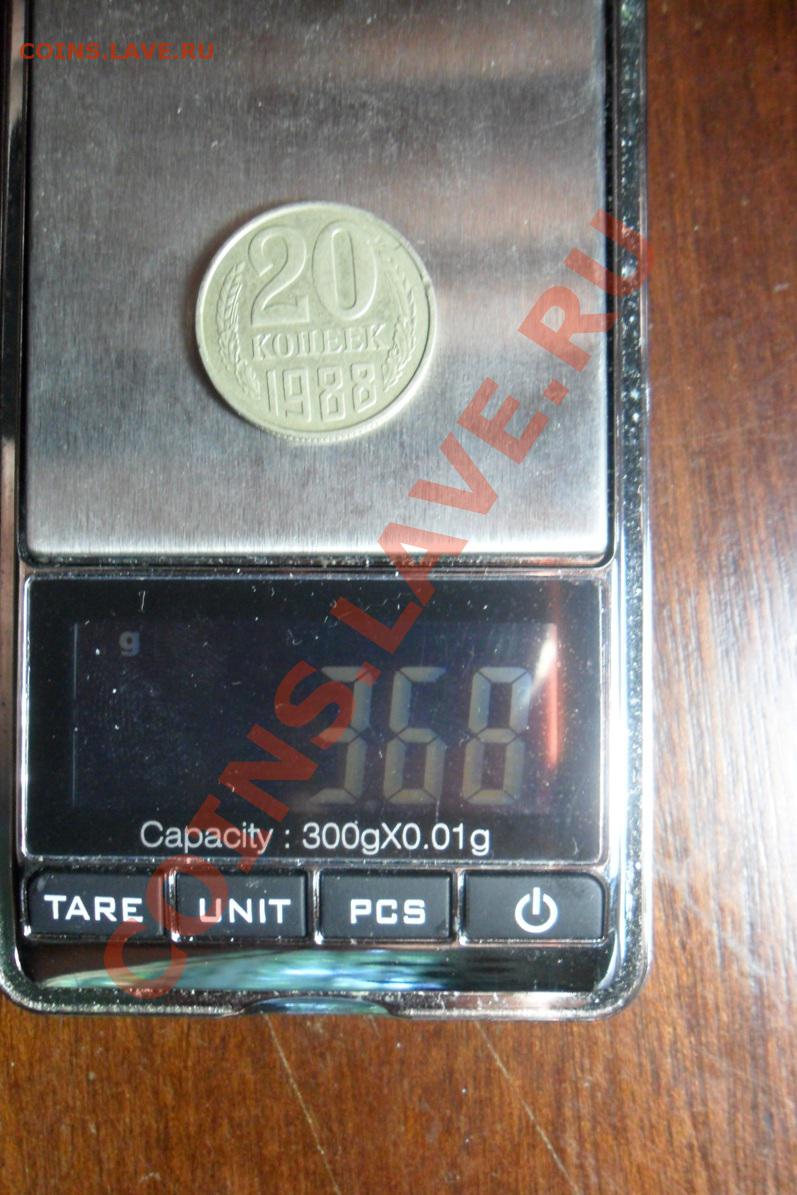 COINS.LAVE.RU
20
КОПЕЕК
1988
COINS.LAVE.RU
g
368
Capacity : 300gX0.01g
TARE UNIT PCS